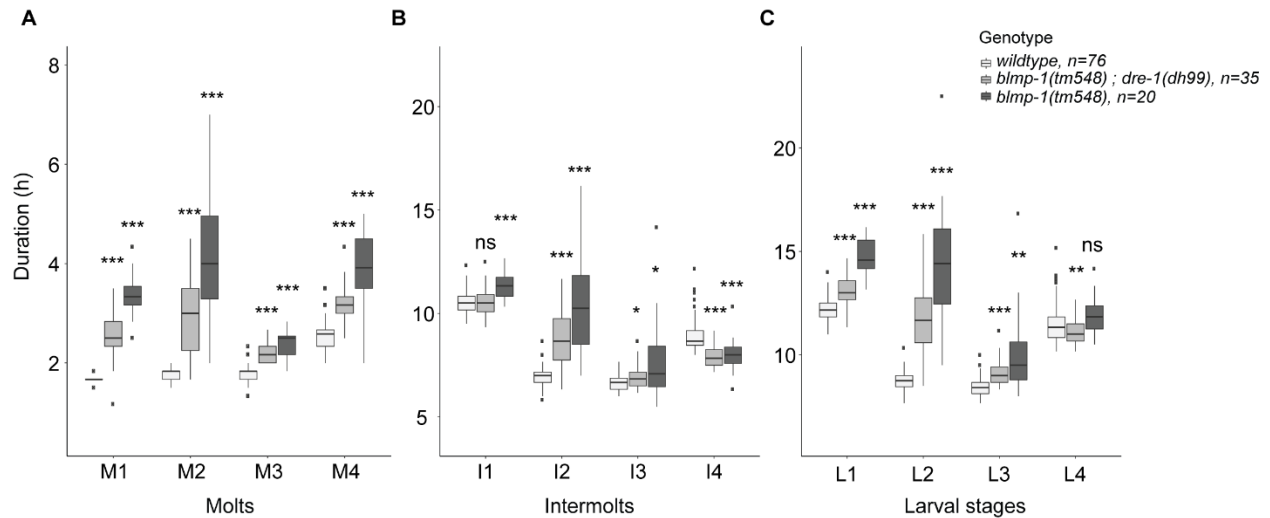 A
B
C
Genotype
wildtype, n=76
blmp-1(tm548) ; dre-1(dh99), n=35
blmp-1(tm548), n=20
Duration (h)
8
6
4
2
***
***
***
***
***
***
***
***
M1
M2
M3
M4
Molts
20
15
10
5
ns
***
***
***
*
*
***
***
I1
I2
I3
I4
Intermolts
20
15
10
***
***
***
***
***
**
**
ns
L1
L2
L3
L4
Larval stages